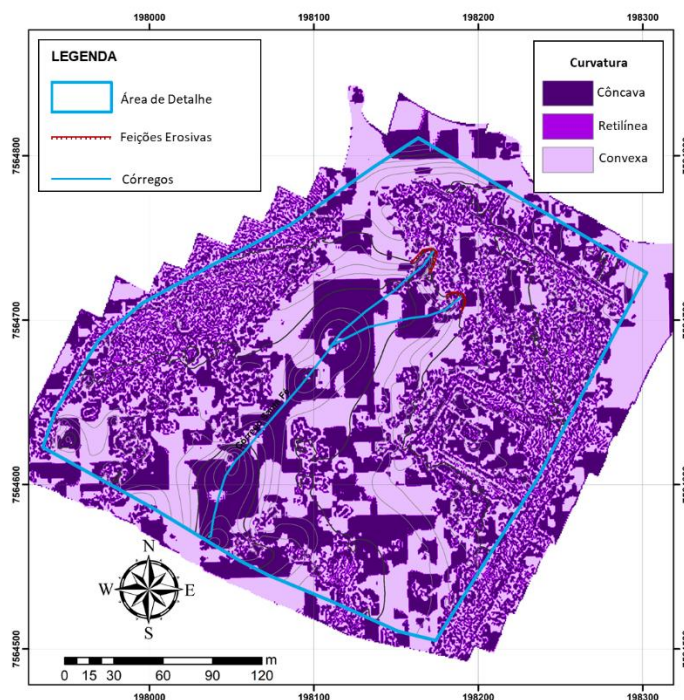 198000 198100 198200 198300
LEGENDA
Área de Detalhe
Feições Erosivas
Córregos
Curvatura
Côncava
Retilínea
Convexa
7564800
7564700
7564600
7564500
N
W E
S
m
0 15 30 60 90 120
198000 198100 198200 198300